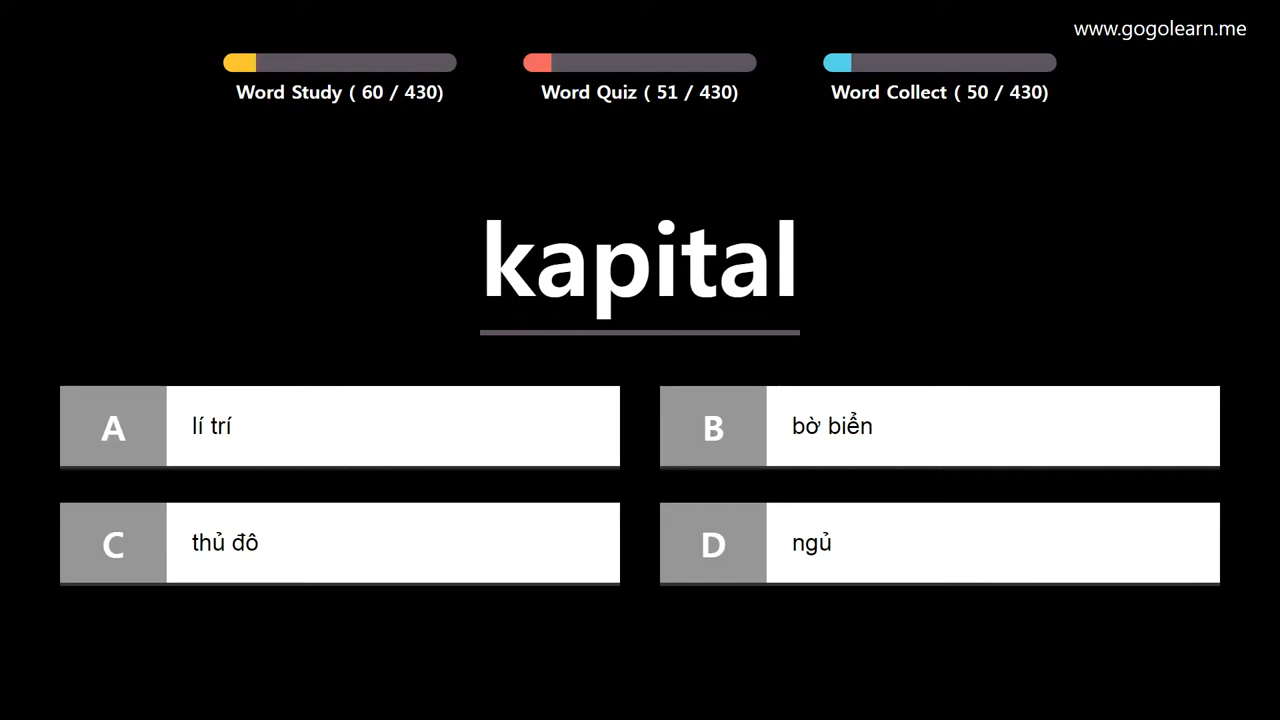 www.gogolearn.me
Word Study ( 60 / 430)
Word Quiz ( 51 / 430)
Word Collect ( 50 / 430)
kapital
A
lí trí
B
bờ biển
C
thủ đô
D
ngủ